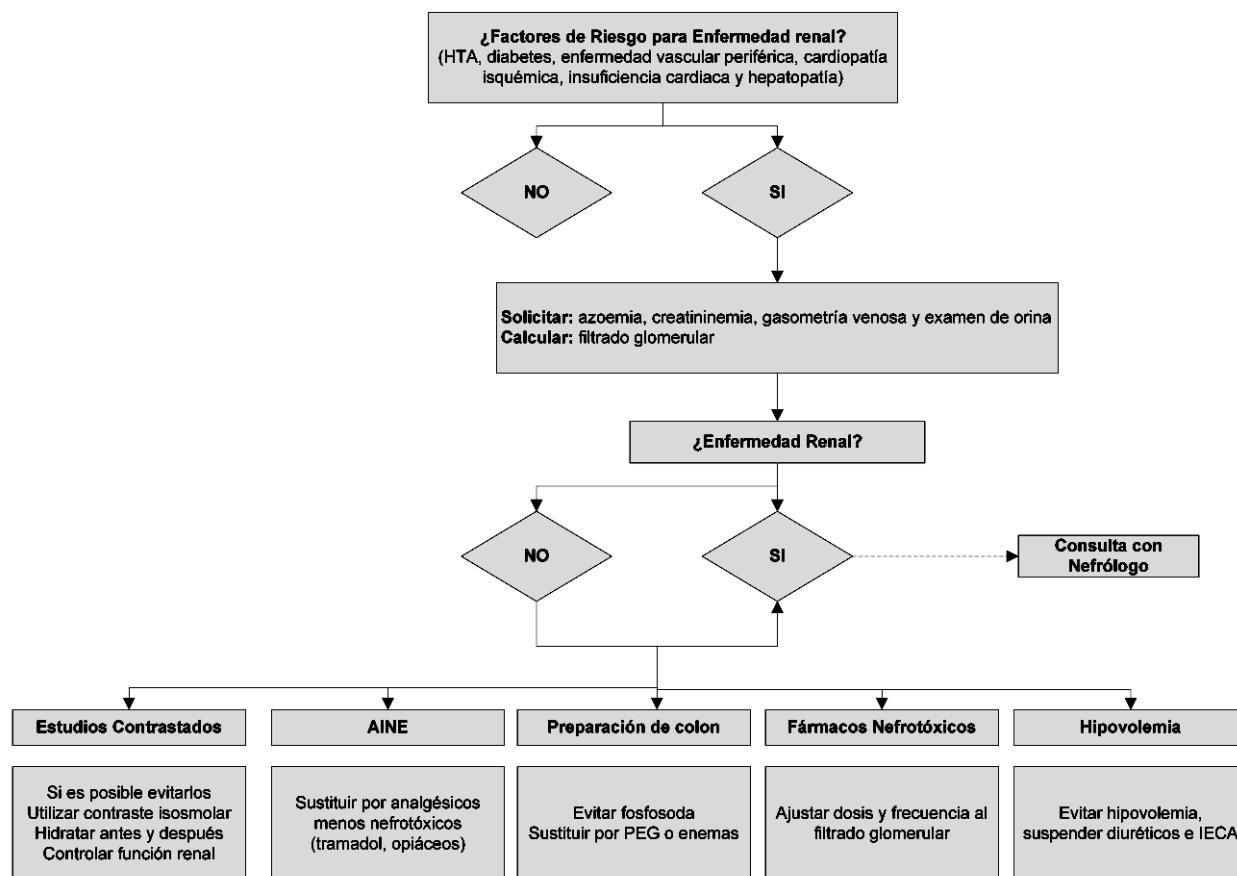 ¿Factores de Riesgo para Enfermedad renal?
(HTA, diabetes, enfermedad vascular periférica, cardiopatía
isquémica, insuficiencia cardiaca y hepatopatía)
NO
SI
Solicitar: azoemia, creatininemia, gasometría venosa y examen de orina
Calcular: filtrado glomerular
¿Enfermedad Renal?
NO
SI
Consulta con
Nefrólogo
Estudios Contrastados
AINE
Preparación de colon
Fármacos Nefrotóxicos
Hipovolemia
Si es posible evitarlos
Utilizar contraste isosmolar
Hidratar antes y después
Controlar función renal
Sustituir por analgésicos
menos nefrotóxicos
(tramadol, opiáceos)
Evitar fosfosoda
Sustituir por PEG o enemas
Ajustar dosis y frecuencia al
filtrado glomerular
Evitar hipovolemia,
suspender diuréticos e IECA